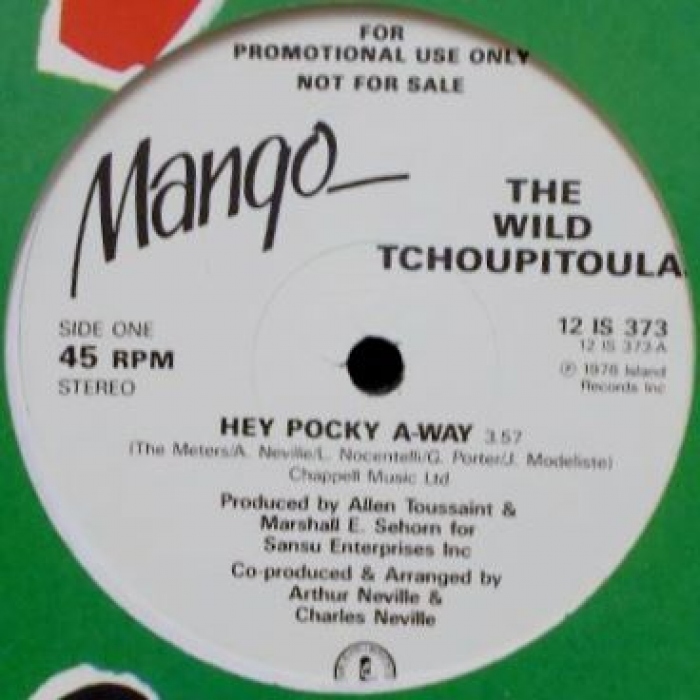 FOR
PROMOTIONAL USE ONLY
NOT FOR SALE
Mango
THE
WILD
TCHOUPITOULA
SIDE ONE
45 RPM
STEREO
12 IS 373
12 IS 373-A
℗ 1976 Island
Records Inc
HEY POCKY A-WAY 3.57
(The Meters/A. Neville/L. Nocentelli/G. Porter/J. Modeliste)
Chappell Music Ltd
Produced by Allen Toussaint &
Marshall E. Sehorn for
Sansu Enterprises Inc
Co-produced & Arranged by
Arthur Neville &
Charles Neville